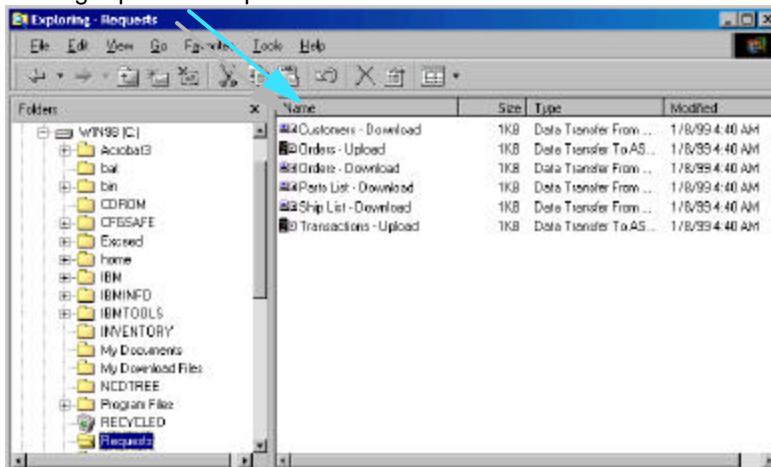 Exploring - Requests
File Edit View Go Favorites Tools Help
Folders x Name Size Type Modified
WIN98 (C:)
Acrobat3
bat
bin
CDROM
CFGSAFE
Exceed
home
IBM
IBMINFO
IBMTOOLS
INVENTORY
My Documents
My Download Files
NCDTREE
Program Files
RECYCLED
Requests
Customers - Download 1KB Data Transfer From ... 1/8/99 4:40 AM
Orders - Upload 1KB Data Transfer To AS... 1/8/99 4:40 AM
Orders - Download 1KB Data Transfer From ... 1/8/99 4:40 AM
Parts List - Download 1KB Data Transfer From ... 1/8/99 4:40 AM
Ship List - Download 1KB Data Transfer From ... 1/8/99 4:40 AM
Transactions - Upload 1KB Data Transfer To AS... 1/8/99 4:40 AM